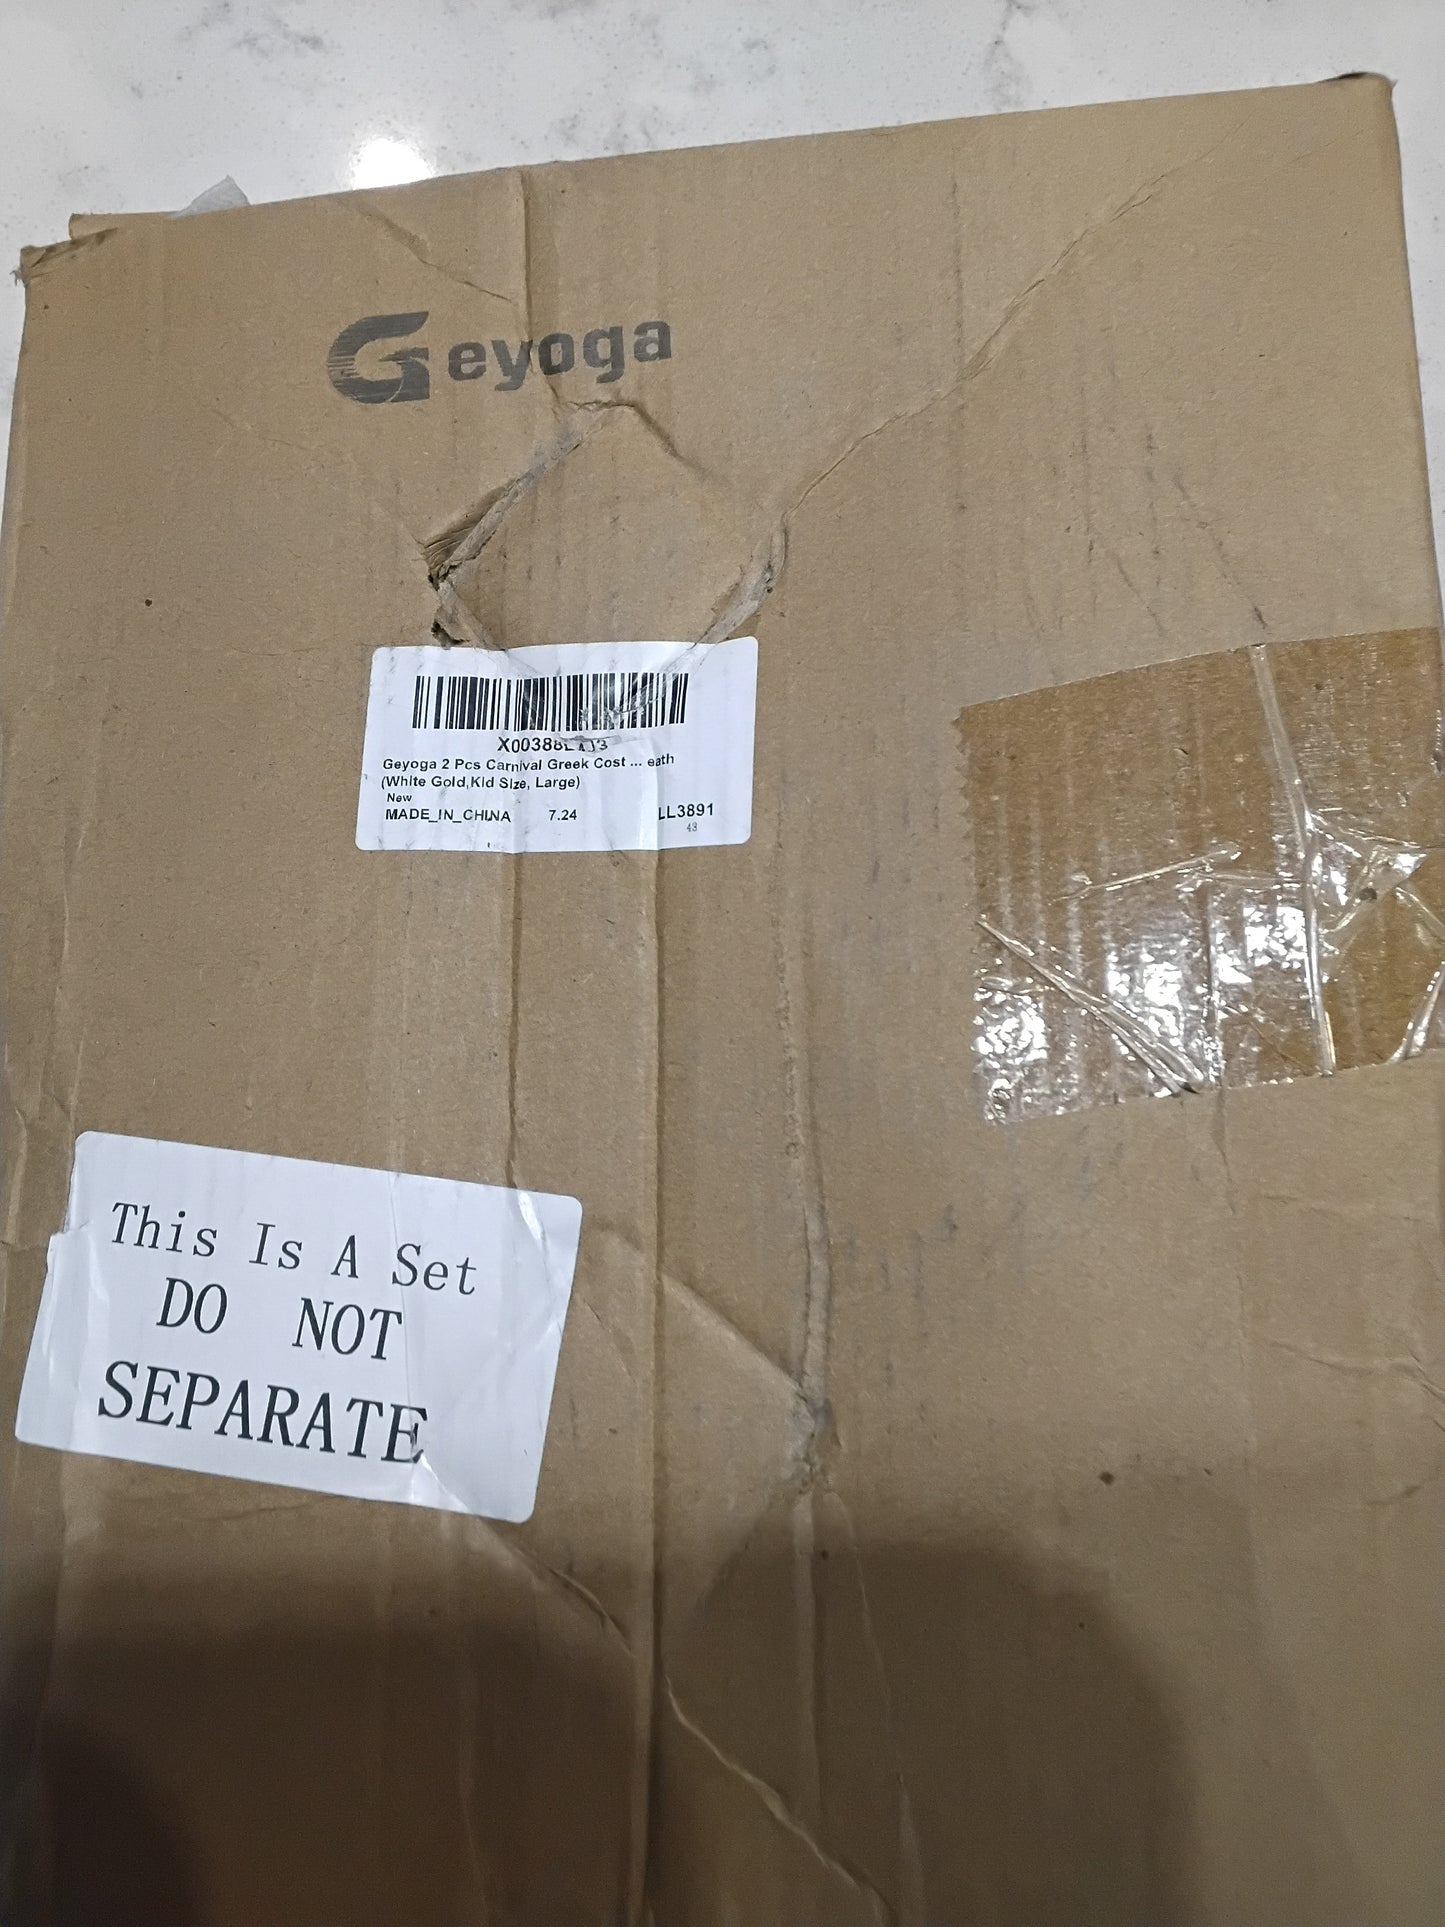 Geyoga
Geyoga 2 Pcs Carnival Greek Cost ... eath
(White Gold,Kid Size, Large)
New
MADE_IN_CHINA 7.24 LL3891
43
This Is A Set
DO NOT
SEPARATE